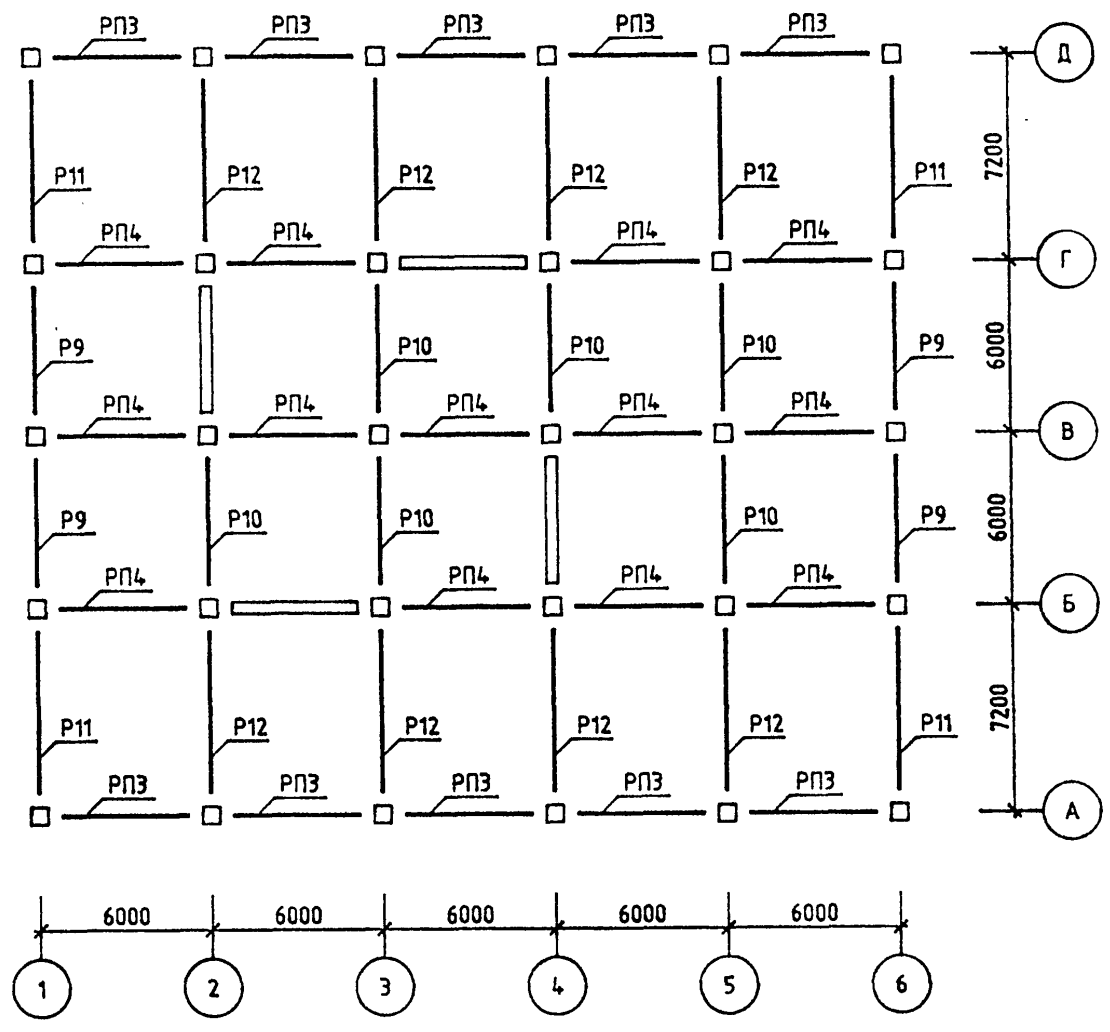 РП3 РП3 РП3 РП3 РП3
Д
7200
Р11 Р12 Р12 Р12 Р12 Р11
РП4 РП4 РП4 РП4
Г
Р9 Р10 Р10 Р10 Р9
6000
РП4 РП4 РП4 РП4 РП4
В
Р9 Р10 Р10 Р10 Р9
6000
РП4 РП4 РП4 РП4
Б
Р11 Р12 Р12 Р12 Р12 Р11
7200
РП3 РП3 РП3 РП3 РП3
А
6000 6000 6000 6000 6000
1 2 3 4 5 6